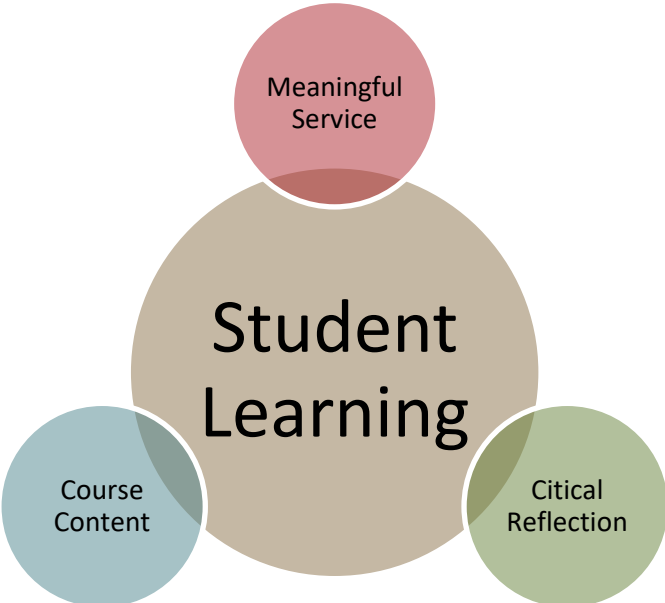 Meaningful
Service
Student
Learning
Course
Content
Citical
Reflection